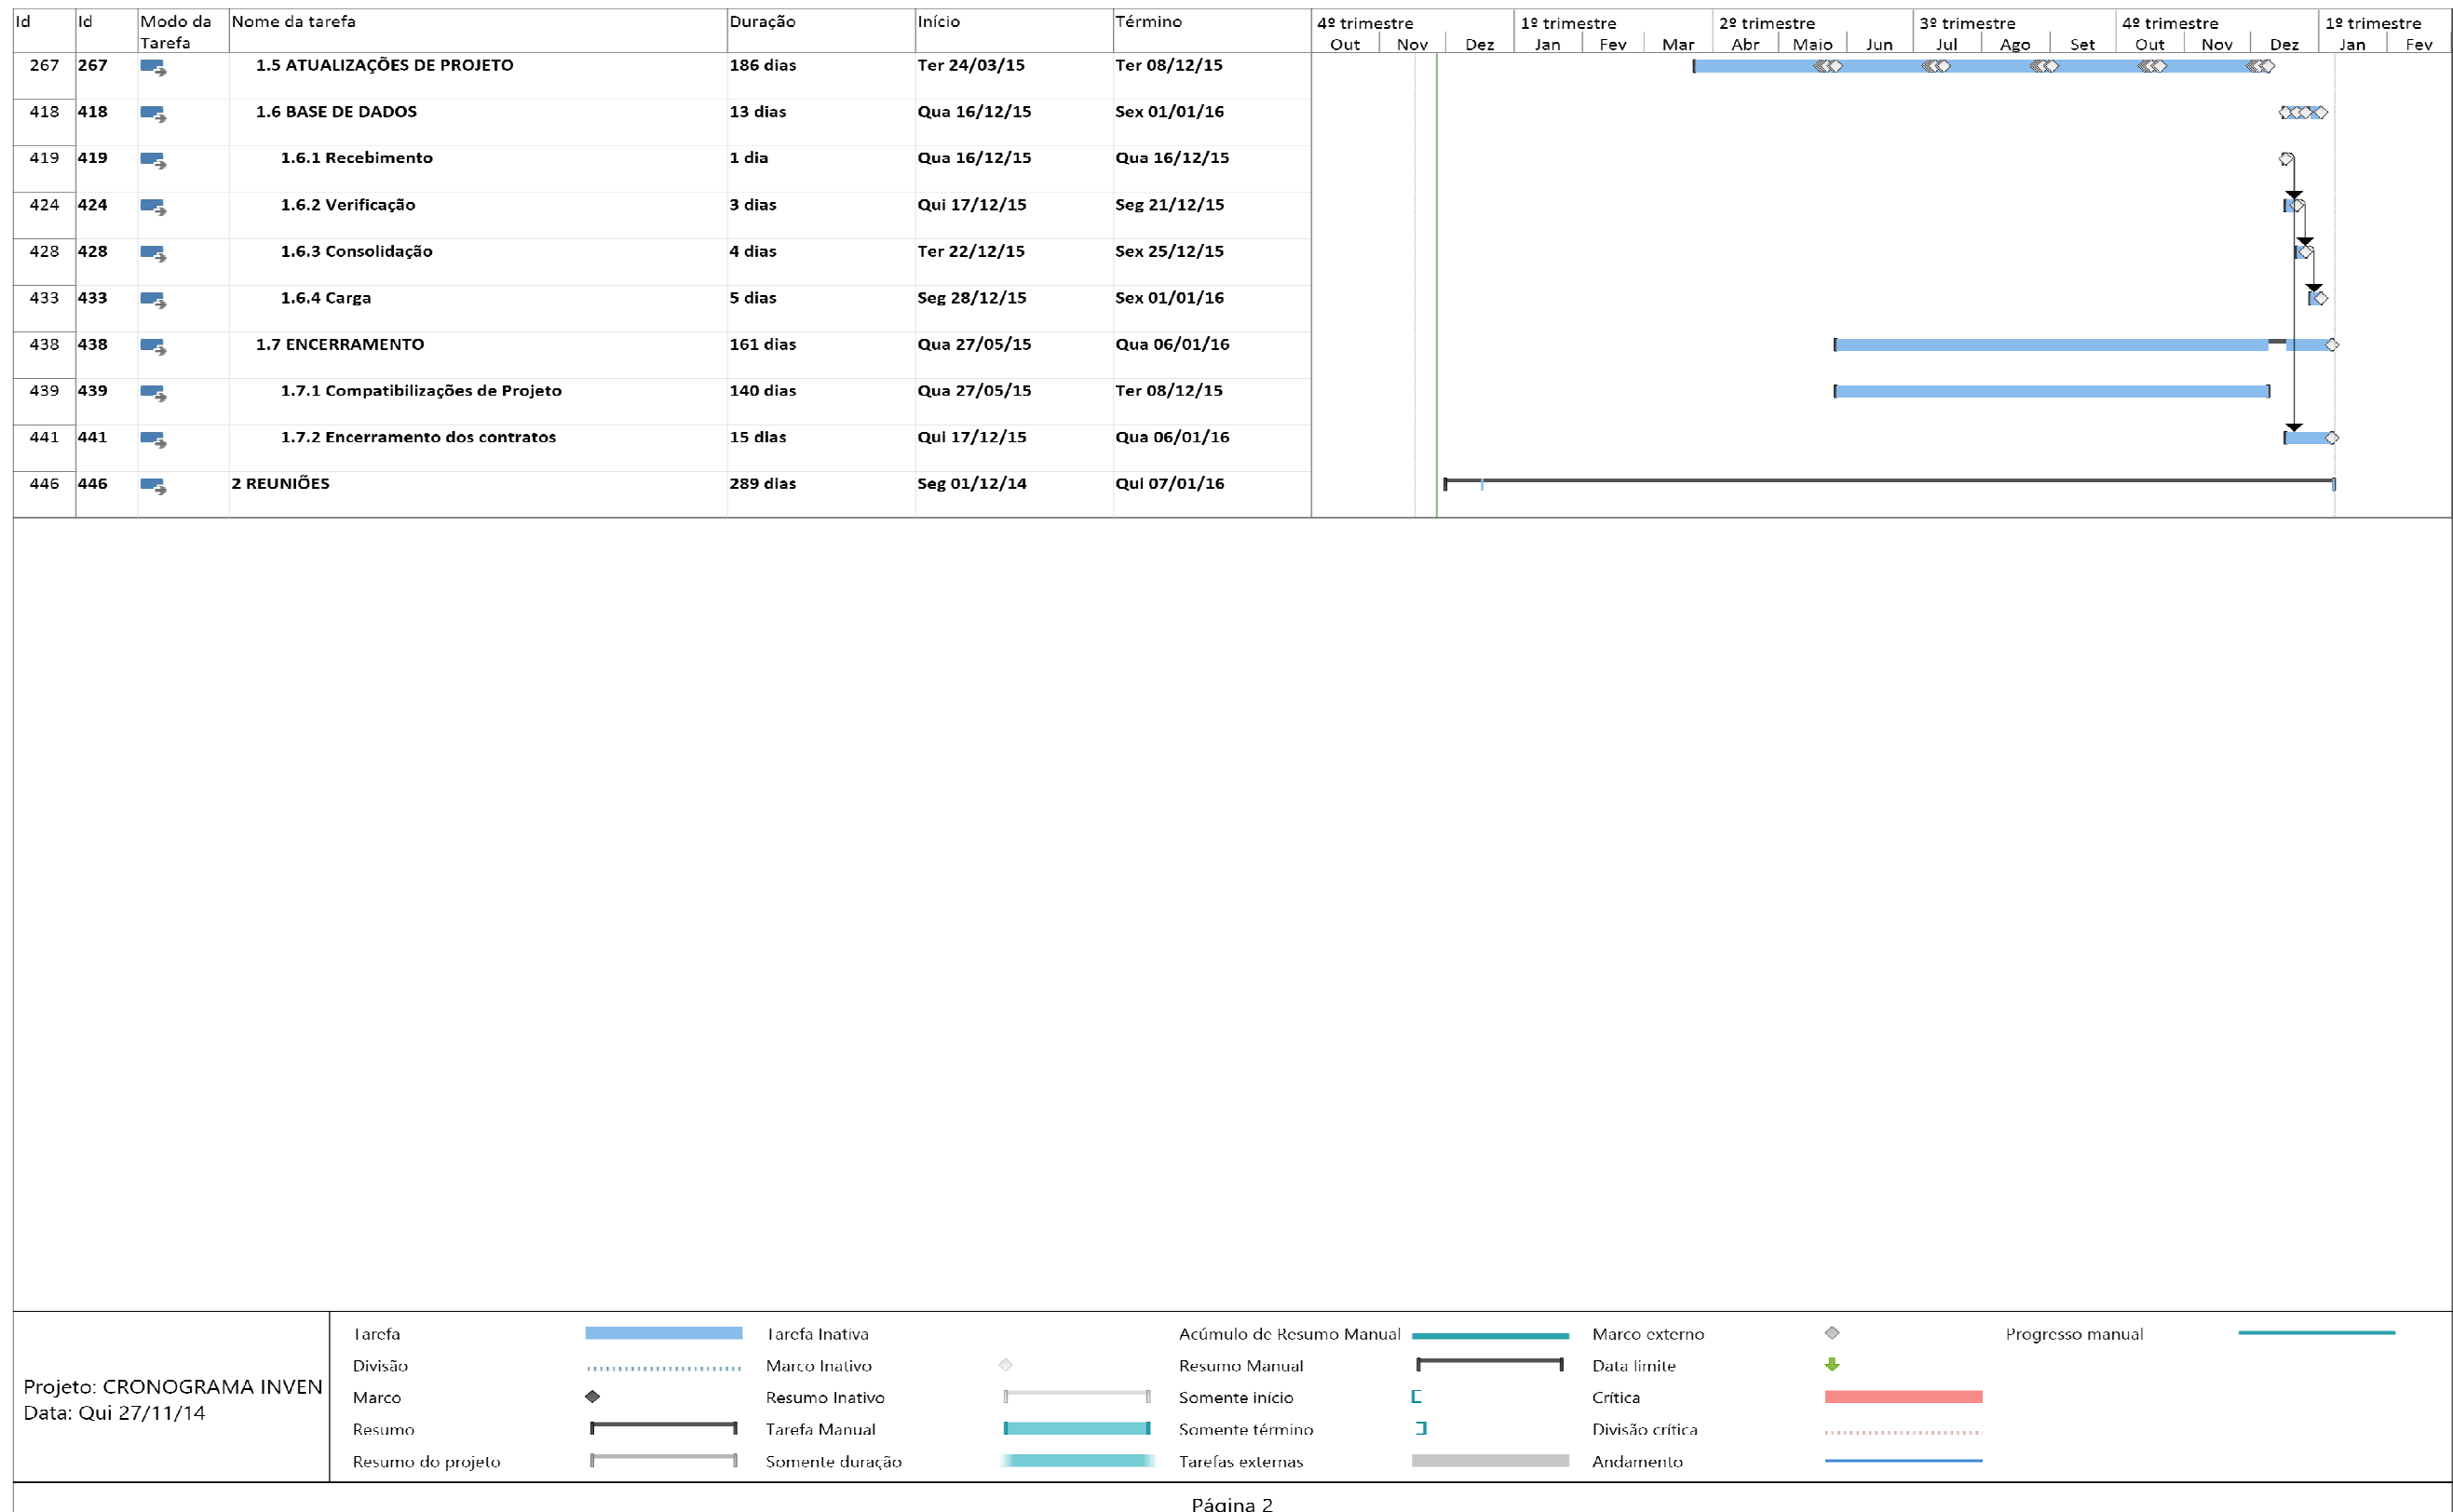 Id Id Modo da Tarefa Nome da tarefa Duração Início Término
4º trimestre 1º trimestre 2º trimestre 3º trimestre 4º trimestre 1º trimestre
Out Nov Dez Jan Fev Mar Abr Maio Jun Jul Ago Set Out Nov Dez Jan Fev
267 267 1.5 ATUALIZAÇÕES DE PROJETO 186 dias Ter 24/03/15 Ter 08/12/15
418 418 1.6 BASE DE DADOS 13 dias Qua 16/12/15 Sex 01/01/16
419 419 1.6.1 Recebimento 1 dia Qua 16/12/15 Qua 16/12/15
424 424 1.6.2 Verificação 3 dias Qui 17/12/15 Seg 21/12/15
428 428 1.6.3 Consolidação 4 dias Ter 22/12/15 Sex 25/12/15
433 433 1.6.4 Carga 5 dias Seg 28/12/15 Sex 01/01/16
438 438 1.7 ENCERRAMENTO 161 dias Qua 27/05/15 Qua 06/01/16
439 439 1.7.1 Compatibilizações de Projeto 140 dias Qua 27/05/15 Ter 08/12/15
441 441 1.7.2 Encerramento dos contratos 15 dias Qui 17/12/15 Qua 06/01/16
446 446 2 REUNIÕES 289 dias Seg 01/12/14 Qui 07/01/16
Projeto: CRONOGRAMA INVEN
Data: Qui 27/11/14
Tarefa Tarefa Inativa Acúmulo de Resumo Manual Marco externo Progresso manual
Divisão Marco Inativo Resumo Manual Data limite
Marco Resumo Inativo Somente início Crítica
Resumo Tarefa Manual Somente término Divisão crítica
Resumo do projeto Somente duração Tarefas externas Andamento
Página 2